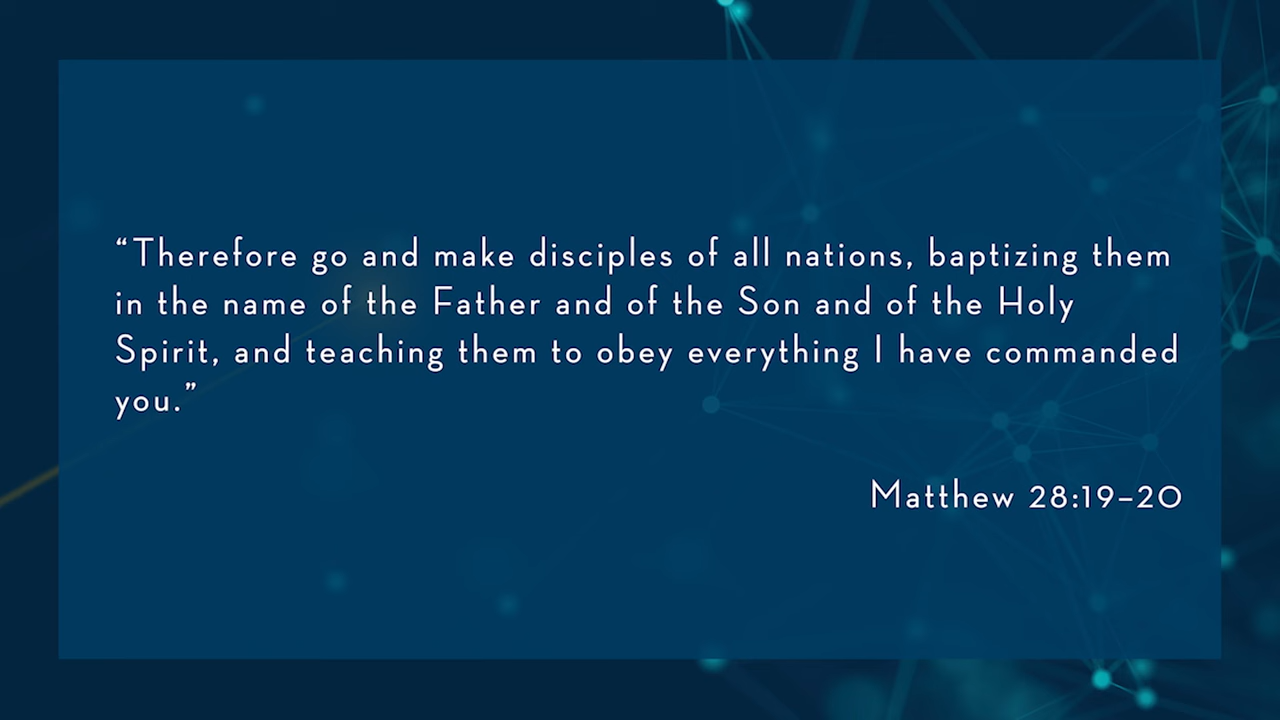 “Therefore go and make disciples of all nations, baptizing them
in the name of the Father and of the Son and of the Holy
Spirit, and teaching them to obey everything I have commanded
you.”
Matthew 28:19–20